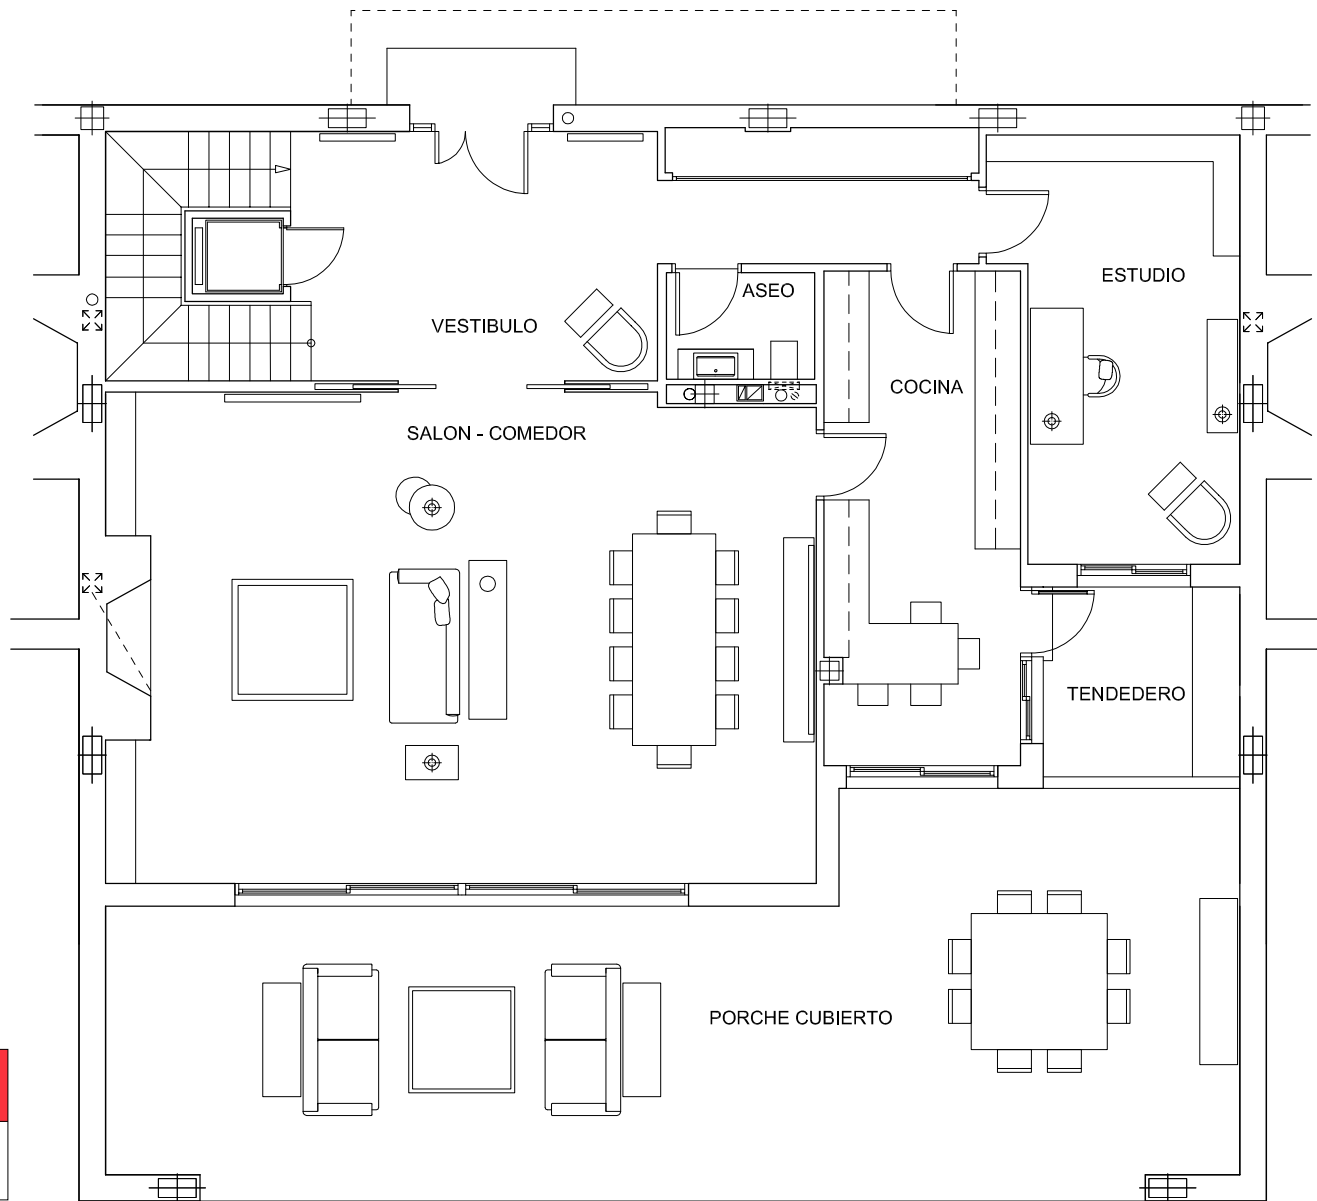 ESTUDIO
ASEO
VESTIBULO
COCINA
SALON - COMEDOR
TENDEDERO
PORCHE CUBIERTO